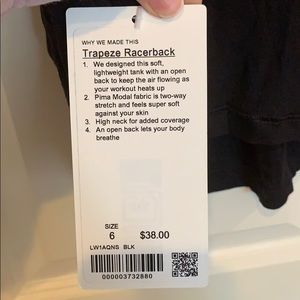 WHY WE MADE THIS
Trapeze Racerback
1. We designed this soft,
lightweight tank with an open
back to keep the air flowing as
your workout heats up
2. Pima Modal fabric is two-way
stretch and feels super soft
against your skin
3. High neck for added coverage
4. An open back lets your body
breathe
SIZE
6 $38.00
LW1AQNS BLK
000003732880